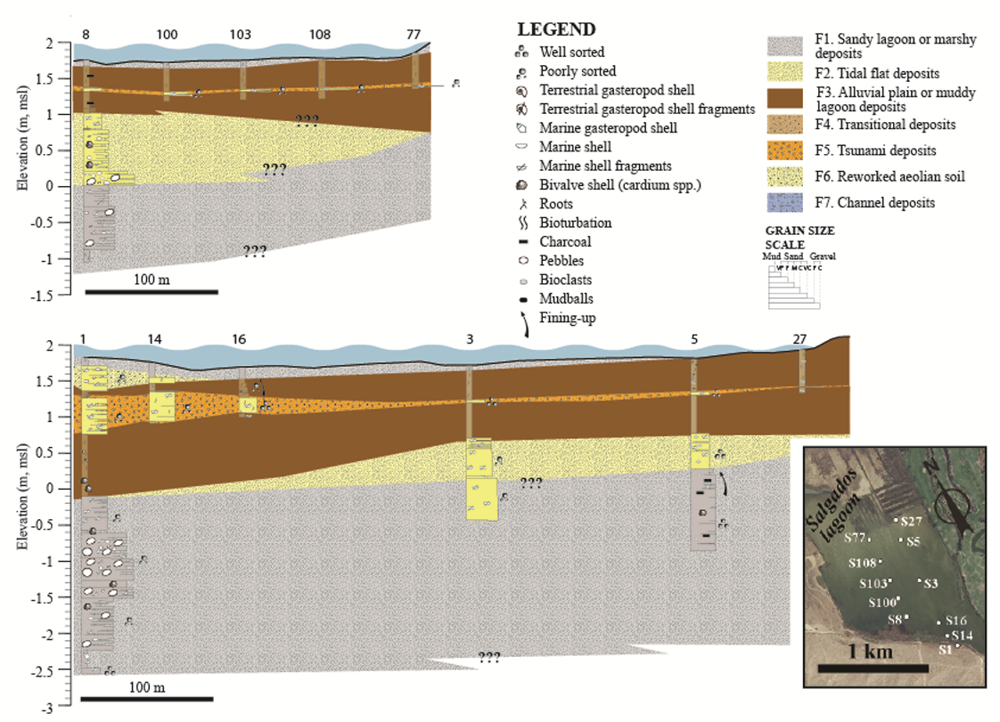 8 100 103 108 77
2
1.5
1
0.5
0
-0.5
-1
-1.5
Elevation (m, msl)
???
???
???
100 m
LEGEND
Well sorted
Poorly sorted
Terrestrial gasteropod shell
Terrestrial gasteropod shell fragments
Marine gasteropod shell
Marine shell
Marine shell fragments
Bivalve shell (cardium spp.)
Roots
Bioturbation
Charcoal
Pebbles
Bioclasts
Mudballs
Fining-up
F1. Sandy lagoon or marshy
deposits
F2. Tidal flat deposits
F3. Alluvial plain or muddy
lagoon deposits
F4. Transitional deposits
F5. Tsunami deposits
F6. Reworked aeolian soil
F7. Channel deposits
GRAIN SIZE
SCALE
Mud Sand Gravel
1 14 16 3 5 27
2
1.5
1
0.5
0
-0.5
-1
-1.5
-2
-2.5
-3
Elevation (m, msl)
???
???
100 m
Salgados
lagoon
N
S27
S77
S5
S108
S103
S3
S100
S8
S16
S14
S1
1 km